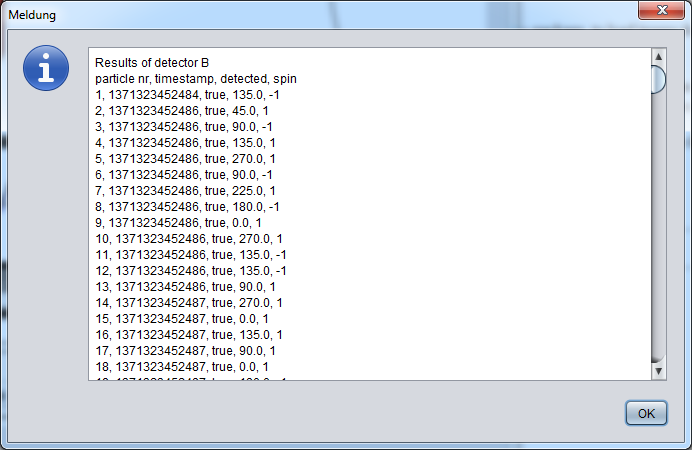 Meldung
Results of detector B
particle nr, timestamp, detected, spin
1, 1371323452484, true, 135.0, -1
2, 1371323452486, true, 45.0, 1
3, 1371323452486, true, 90.0, -1
4, 1371323452486, true, 135.0, 1
5, 1371323452486, true, 270.0, 1
6, 1371323452486, true, 90.0, -1
7, 1371323452486, true, 225.0, 1
8, 1371323452486, true, 180.0, -1
9, 1371323452486, true, 0.0, 1
10, 1371323452486, true, 270.0, 1
11, 1371323452486, true, 135.0, -1
12, 1371323452486, true, 135.0, -1
13, 1371323452486, true, 90.0, 1
14, 1371323452487, true, 270.0, 1
15, 1371323452487, true, 0.0, 1
16, 1371323452487, true, 135.0, 1
17, 1371323452487, true, 90.0, 1
18, 1371323452487, true, 0.0, 1
OK